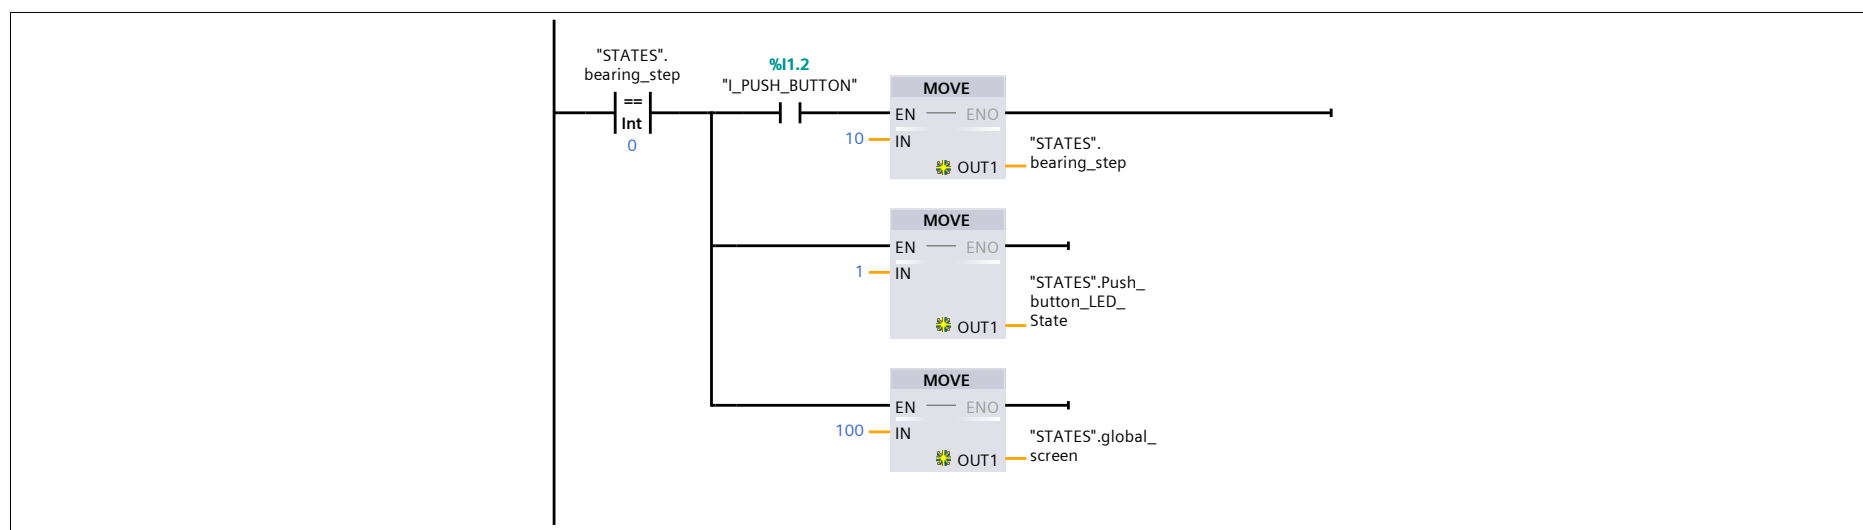 "STATES".
bearing_step
==
Int
0
%I1.2
"I_PUSH_BUTTON"
MOVE
EN
ENO
10
IN
OUT1
"STATES".
bearing_step
MOVE
EN
ENO
1
IN
OUT1
"STATES".Push_
button_LED_
State
MOVE
EN
ENO
100
IN
OUT1
"STATES".global_
screen